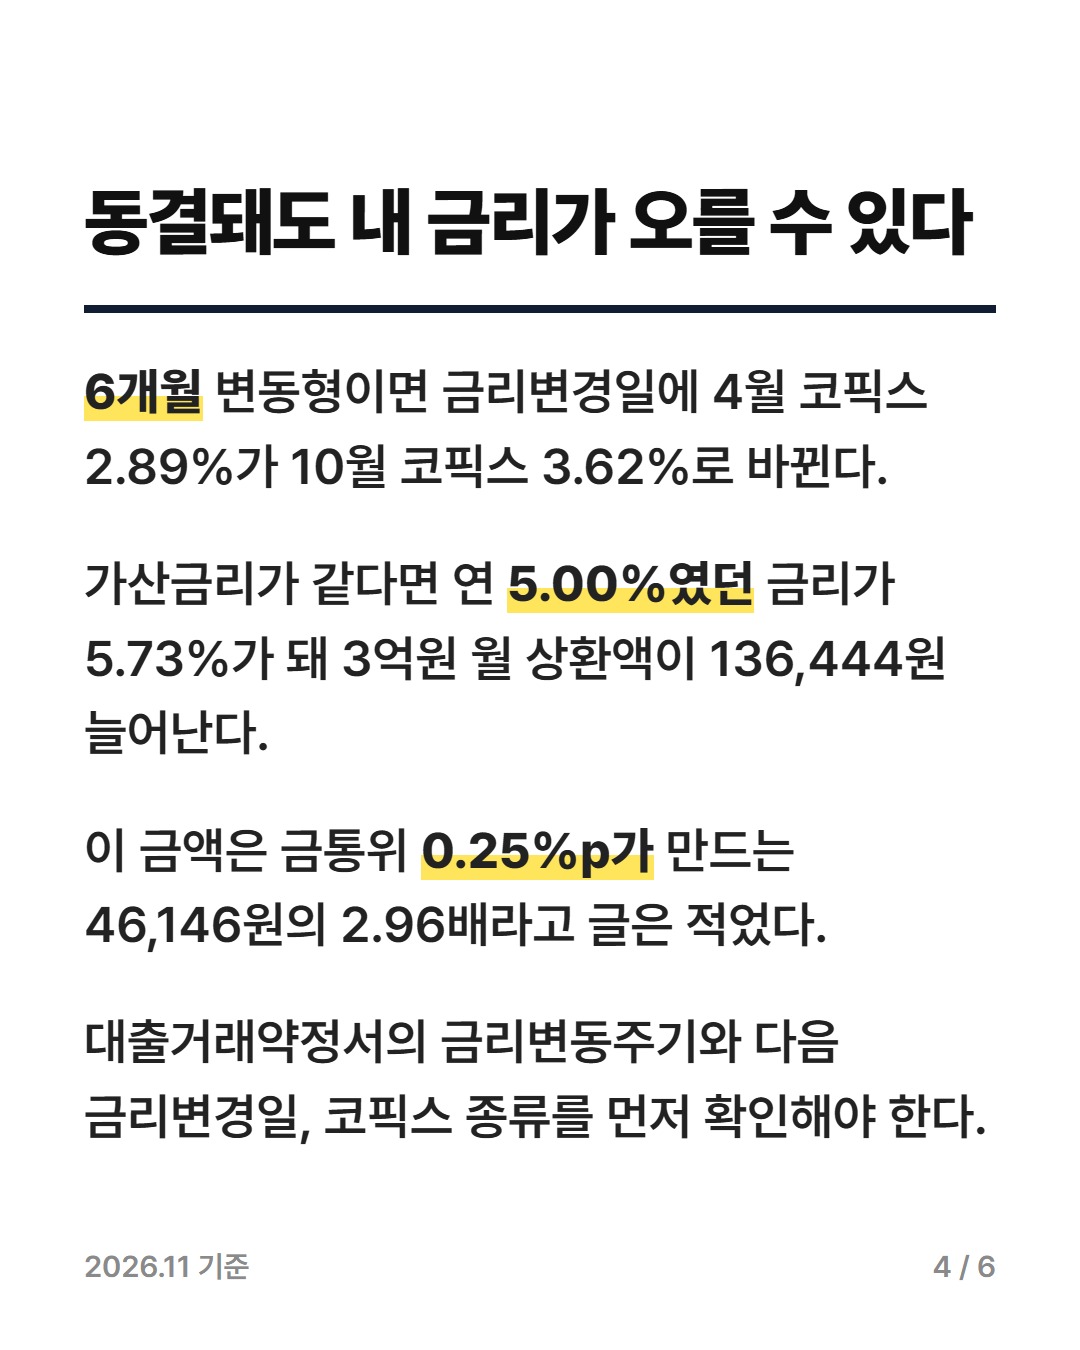 동결돼도 내 금리가 오를 수 있다
6개월 변동형이면 금리변경일에 4월 코픽스
2.89%가 10월 코픽스 3.62%로 바뀐다.
가산금리가 같다면 연 5.00%였던 금리가
5.73%가 돼 3억원 월 상환액이 136,444원
늘어난다.
이 금액은 금통위 0.25%p가 만드는
46,146원의 2.96배라고 글은 적었다.
대출거래약정서의 금리변동주기와 다음
금리변경일, 코픽스 종류를 먼저 확인해야 한다.
2026.11 기준
4 / 6